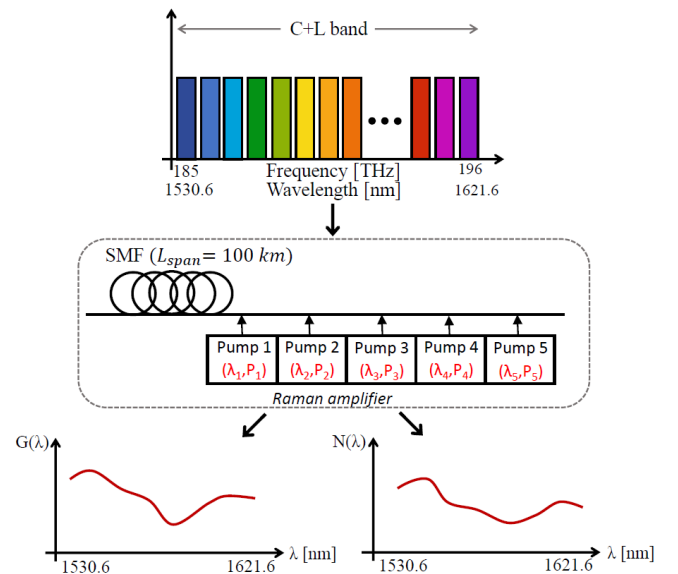 C+L band
185 Frequency [THz] 196
1530.6 Wavelength [nm] 1621.6
SMF (L_span= 100 km)
Pump 1 Pump 2 Pump 3 Pump 4 Pump 5
(λ₁,P₁) (λ₂,P₂) (λ₃,P₃) (λ₄,P₄) (λ₅,P₅)
Raman amplifier
G(λ) N(λ)
λ [nm] λ [nm]
1530.6 1621.6 1530.6 1621.6